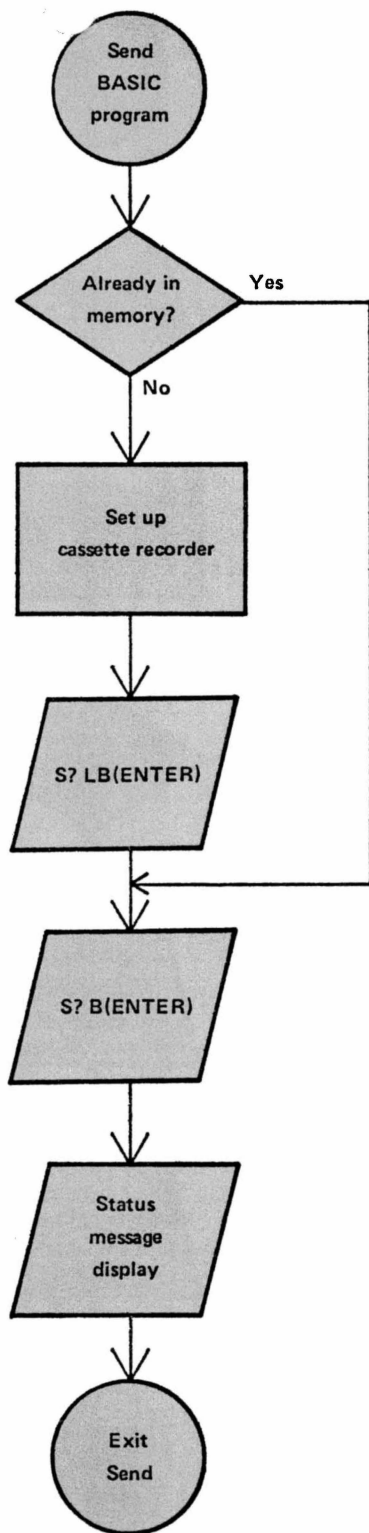 Send
BASIC
program
Already in
memory?
Yes
No
Set up
cassette recorder
S? LB(ENTER)
S? B(ENTER)
Status
message
display
Exit
Send